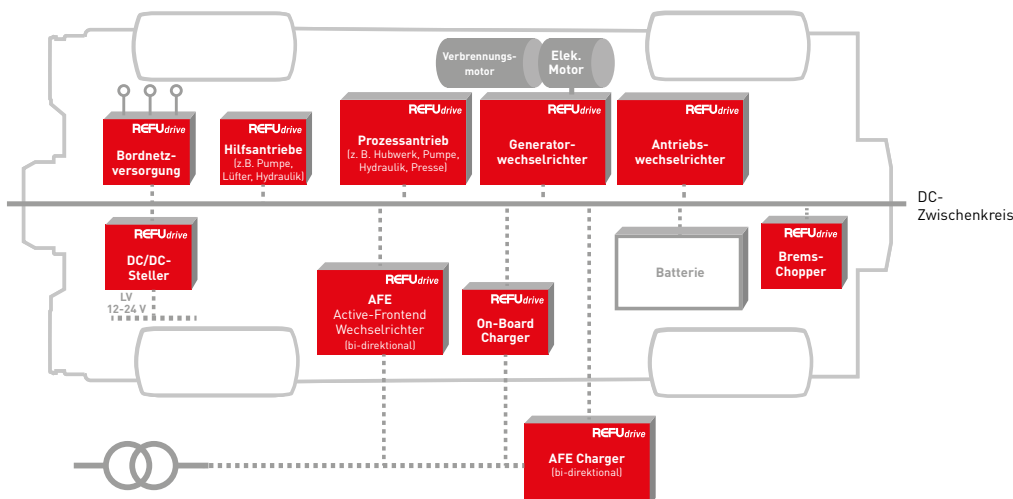 Verbrennungs-
motor
Elek.
Motor
REFUdrive
Bordnetz-
versorgung
REFUdrive
Hilfsantriebe
(z.B. Pumpe,
Lüfter, Hydraulik)
REFUdrive
Prozessantrieb
(z. B. Hubwerk, Pumpe,
Hydraulik, Presse)
REFUdrive
Generator-
wechselrichter
REFUdrive
Antriebs-
wechselrichter
DC-
Zwischenkreis
REFUdrive
DC/DC-
Steller
LV
12-24 V
REFUdrive
AFE
Active-Frontend
Wechselrichter
(bi-direktional)
REFUdrive
On-Board
Charger
Batterie
REFUdrive
Brems-
Chopper
REFUdrive
AFE Charger
(bi-direktional)